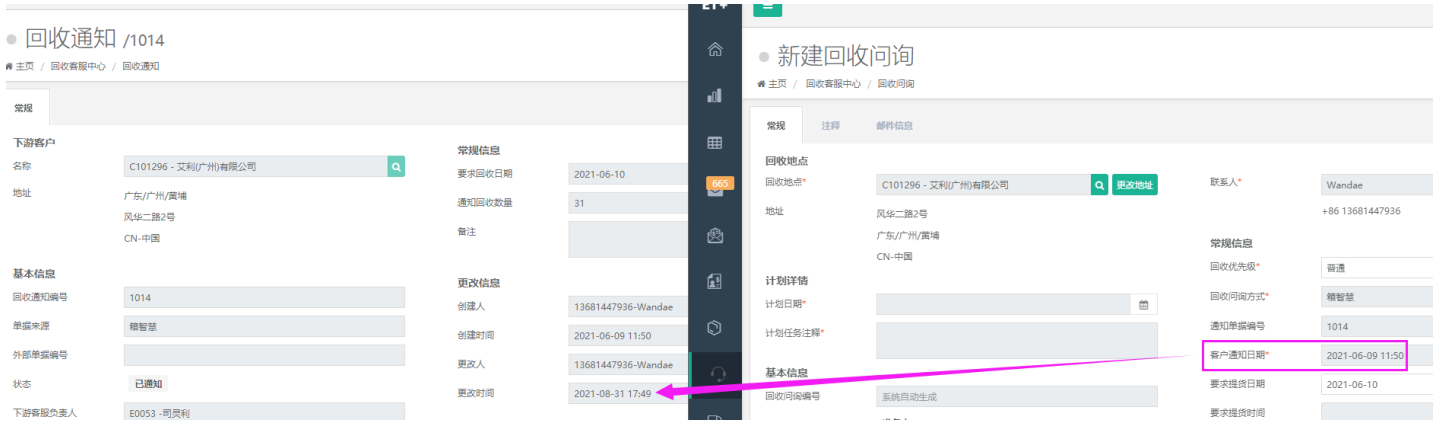 回收通知 /1014
主页 / 回收客服中心 / 回收通知
常规
下游客户
名称 C101296 - 艾利(广州)有限公司
地址 广东/广州/黄埔
风华二路2号
CN-中国
基本信息
回收通知编号 1014
单据来源 箱智慧
外部单据编号
状态 已通知
下游客服负责人 E0053 -司灵利
常规信息
要求回收日期 2021-06-10
通知回收数量 31
备注
更改信息
创建人 13681447936-Wandae
创建时间 2021-06-09 11:50
更改人 13681447936-Wandae
更改时间 2021-08-31 17:49
665
新建回收问询
主页 / 回收客服中心 / 回收问询
常规 注释 邮件信息
回收地点
回收地点* C101296 - 艾利(广州)有限公司 更改地址
地址 风华二路2号
广东/广州/黄埔
CN-中国
计划详情
计划日期*
计划任务注释*
基本信息
回收问询编号 系统自动生成
联系人* Wandae
+86 13681447936
常规信息
回收优先级* 普通
回收问询方式* 箱智慧
通知单据编号 1014
客户通知日期* 2021-06-09 11:50
要求提货日期 2021-06-10
要求提货时间